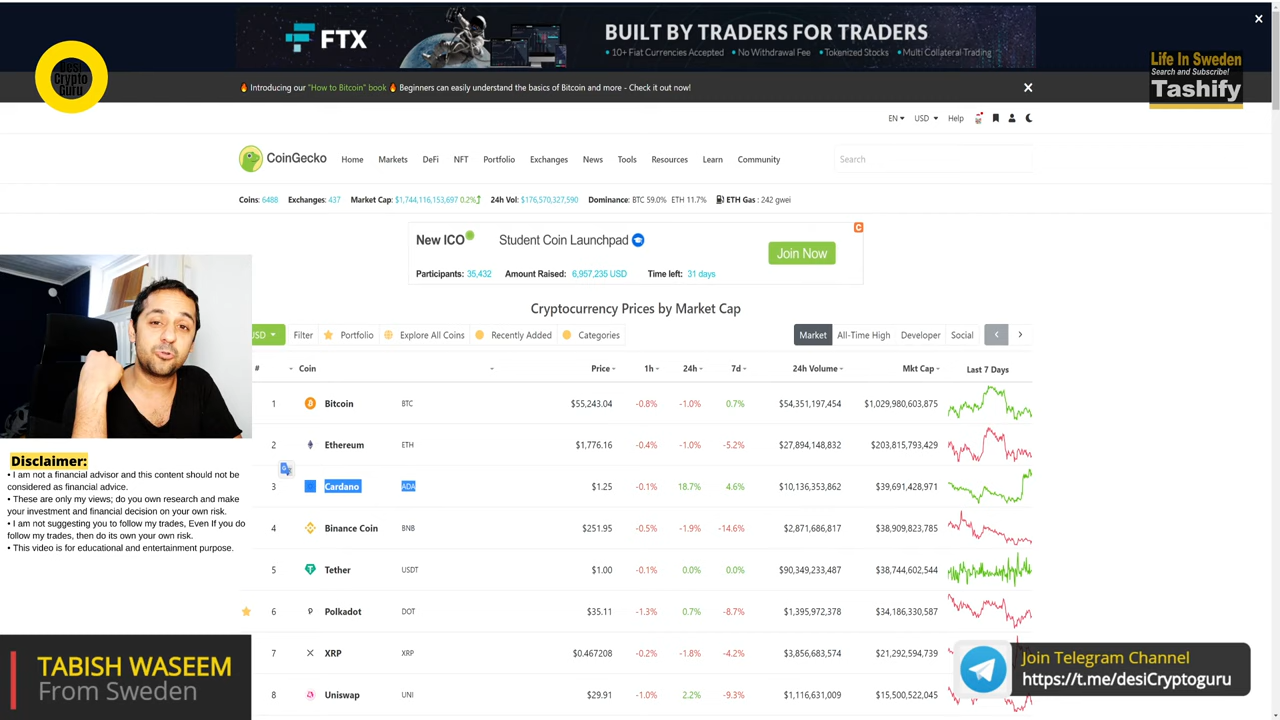 FTX
BUILT BY TRADERS FOR TRADERS
• 10+ Fiat Currencies Accepted • No Withdrawal Fee • Tokenized Stocks • Multi Collateral Trading
Desi
Crypto
Guru
Life In Sweden
Search and Subscribe!
Tashify
Introducing our "How to Bitcoin" book Beginners can easily understand the basics of Bitcoin and more - Check it out now!
EN USD Help
CoinGecko Home Markets DeFi NFT Portfolio Exchanges News Tools Resources Learn Community Search
Coins: 6488 Exchanges: 437 Market Cap: $1,744,116,153,697 0.2% 24h Vol: $176,570,327,590 Dominance: BTC 59.0% ETH 11.7% ETH Gas : 242 gwei
New ICO Student Coin Launchpad
Join Now
Participants: 35,432 Amount Raised: 6,957,235 USD Time left: 31 days
Cryptocurrency Prices by Market Cap
USD Filter Portfolio Explore All Coins Recently Added Categories Market All-Time High Developer Social
# Coin Price 1h 24h 7d 24h Volume Mkt Cap Last 7 Days
1 Bitcoin BTC $55,243.04 -0.8% -1.0% 0.7% $54,351,197,454 $1,029,980,603,875
2 Ethereum ETH $1,776.16 -0.4% -1.0% -5.2% $27,894,148,832 $203,815,793,429
3 Cardano ADA $1.25 -0.1% 18.7% 4.6% $10,136,353,862 $39,691,428,971
4 Binance Coin BNB $251.95 -0.5% -1.9% -14.6% $2,871,686,817 $38,909,823,785
5 Tether USDT $1.00 -0.1% 0.0% 0.0% $90,349,233,487 $38,744,602,544
6 Polkadot DOT $35.11 -1.3% 0.7% -8.7% $1,395,972,378 $34,186,330,587
7 XRP XRP $0.467208 -0.2% -1.8% -4.2% $3,856,683,574 $21,292,594,739
8 Uniswap UNI $29.91 -1.0% 2.2% -9.3% $1,116,631,009 $15,500,522,045
Disclaimer:
• I am not a financial advisor and this content should not be
considered as financial advice.
• These are only my views; do you own research and make
your investment and financial decision on your own risk.
• I am not suggesting you to follow my trades, Even If you do
follow my trades, then do its own your own risk.
• This video is for educational and entertainment purpose.
TABISH WASEEM
From Sweden
Join Telegram Channel
https://t.me/desiCryptoguru